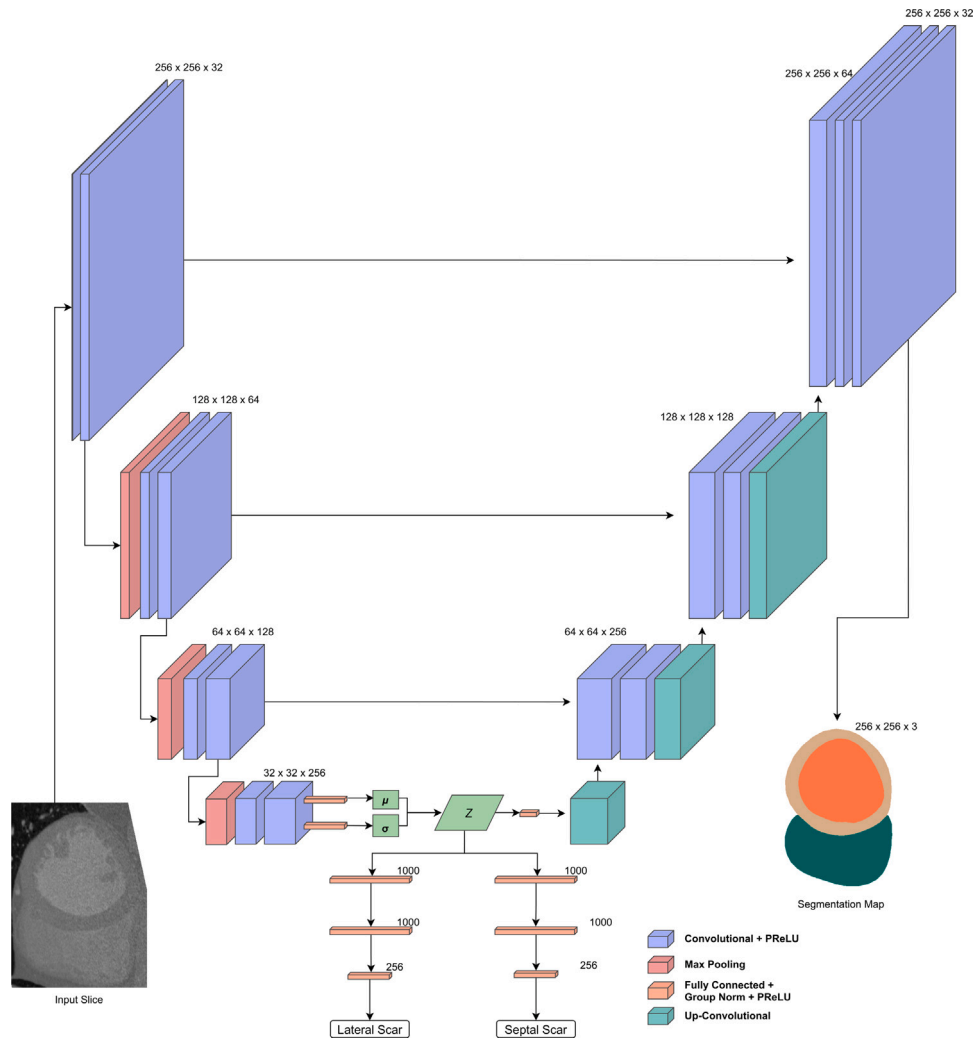 256 x 256 x 32
256 x 256 x 32
256 x 256 x 64
128 x 128 x 64
128 x 128 x 128
64 x 64 x 128
64 x 64 x 256
32 x 32 x 256
256 x 256 x 3
μ
σ
Z
1000
1000
1000
1000
256
256
Lateral Scar
Septal Scar
Input Slice
Segmentation Map
Convolutional + PReLU
Max Pooling
Fully Connected +
Group Norm + PReLU
Up-Convolutional